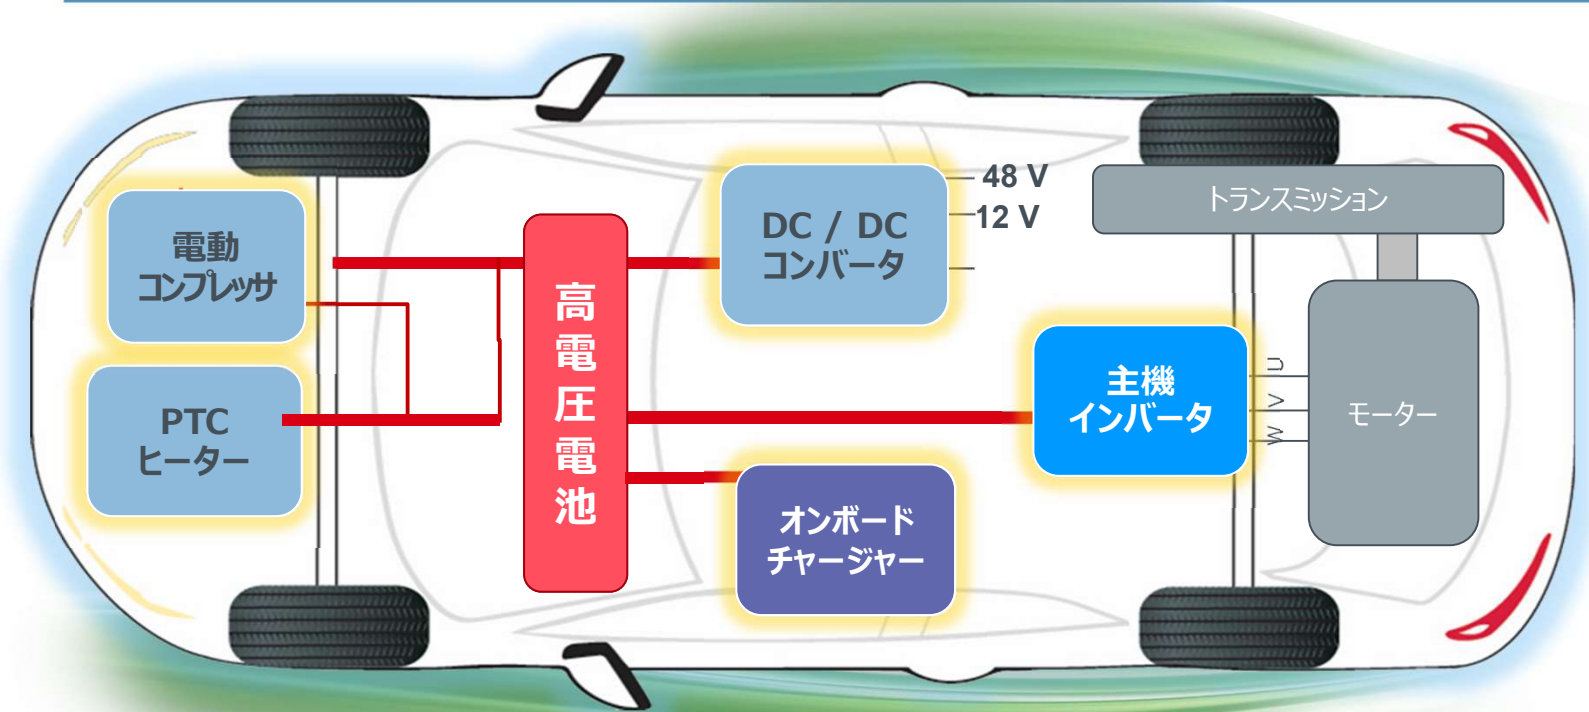 電動
コンプレッサ
PTC
ヒーター
高
電
圧
電
池
DC / DC
コンバータ
48 V
12 V
オンボード
チャージャー
主機
インバータ
U
V
W
トランスミッション
モーター